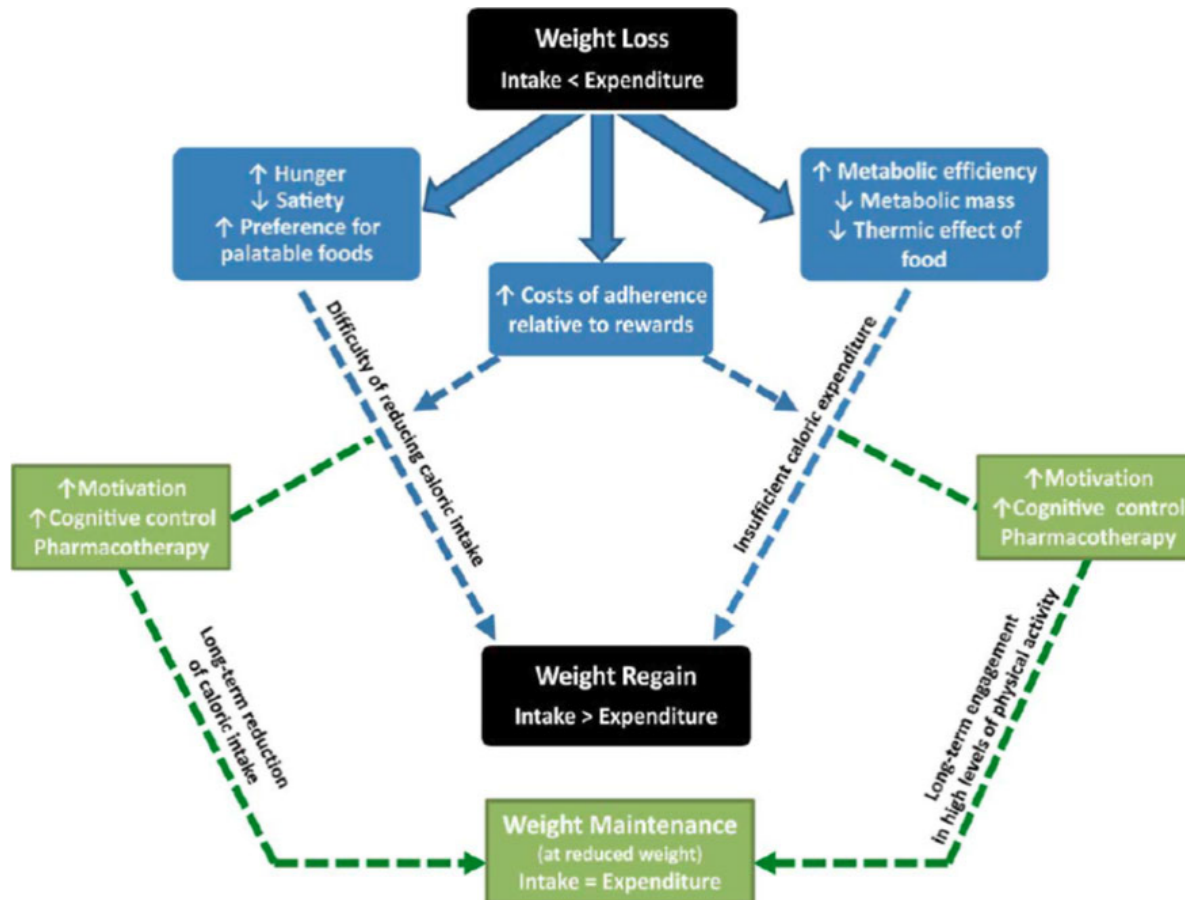 Weight Loss
Intake < Expenditure
↑ Hunger
↓ Satiety
↑ Preference for
palatable foods
↑ Metabolic efficiency
↓ Metabolic mass
↓ Thermic effect of
food
↑ Costs of adherence
relative to rewards
Difficulty of reducing caloric intake
Insufficient caloric expenditure
↑Motivation
↑Cognitive control
Pharmacotherapy
↑Motivation
↑Cognitive control
Pharmacotherapy
Long-term reduction
of caloric intake
Weight Regain
Intake > Expenditure
Long-term engagement
in high levels of physical activity
Weight Maintenance
(at reduced weight)
Intake = Expenditure